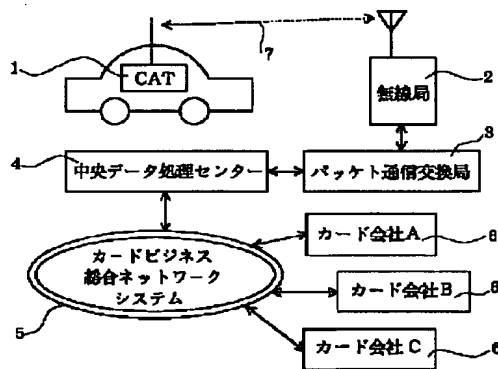 1
CAT
7
無線局
2
3
4
中央データ処理センター
パケット通信交換局
カードビジネス
総合ネットワーク
システム
5
カード会社A
6
カード会社B
6
カード会社C
6